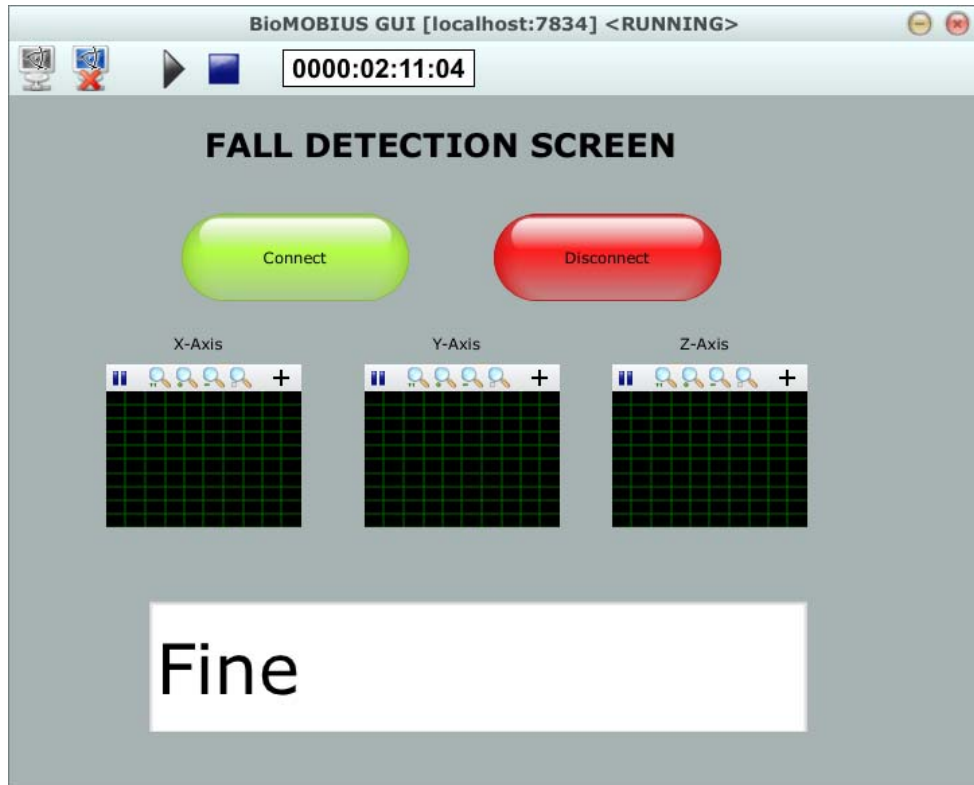 BioMOBIUS GUI [localhost:7834] <RUNNING>
0000:02:11:04
FALL DETECTION SCREEN
Connect Disconnect
X-Axis Y-Axis Z-Axis
Fine